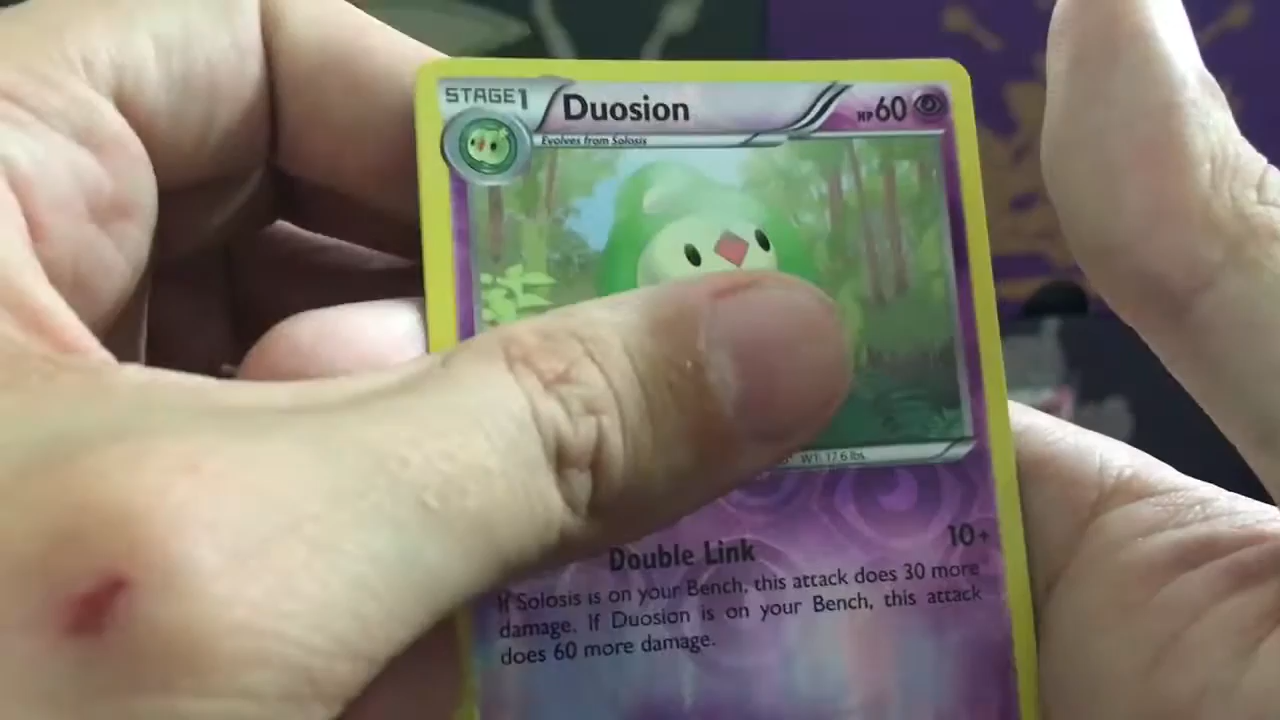 STAGE1
Duosion
HP60
Evolves from Solosis
WT: 17.6 lbs.
Double Link
10+
If Solosis is on your Bench, this attack does 30 more
damage. If Duosion is on your Bench, this attack
does 60 more damage.